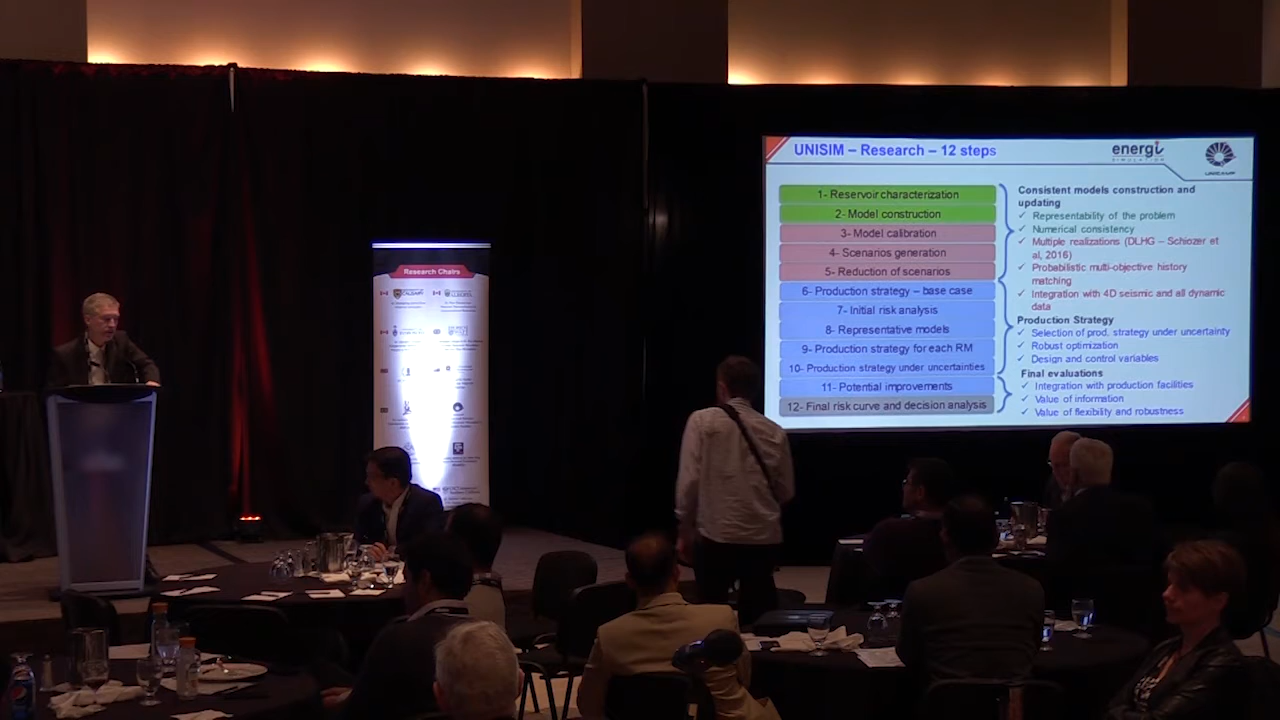 UNISIM – Research – 12 steps
energi
SIMULATION
UNICAMP
1- Reservoir characterization
2- Model construction
3- Model calibration
4- Scenarios generation
5- Reduction of scenarios
6- Production strategy – base case
7- Initial risk analysis
8- Representative models
9- Production strategy for each RM
10- Production strategy under uncertainties
11- Potential improvements
12- Final risk curve and decision analysis
Consistent models construction and
updating
✓ Representability of the problem
✓ Numerical consistency
✓ Multiple realizations (DLHG – Schiozer et
al, 2016)
✓ Probabilistic multi-objective history
matching
✓ Integration with 4D seismic and all dynamic
data
Production Strategy
✓ Selection of prod. strategy under uncertainty
✓ Robust optimization
✓ Design and control variables
Final evaluations
✓ Integration with production facilities
✓ Value of information
✓ Value of flexibility and robustness
Research Chairs
CALGARY
ALBERTA